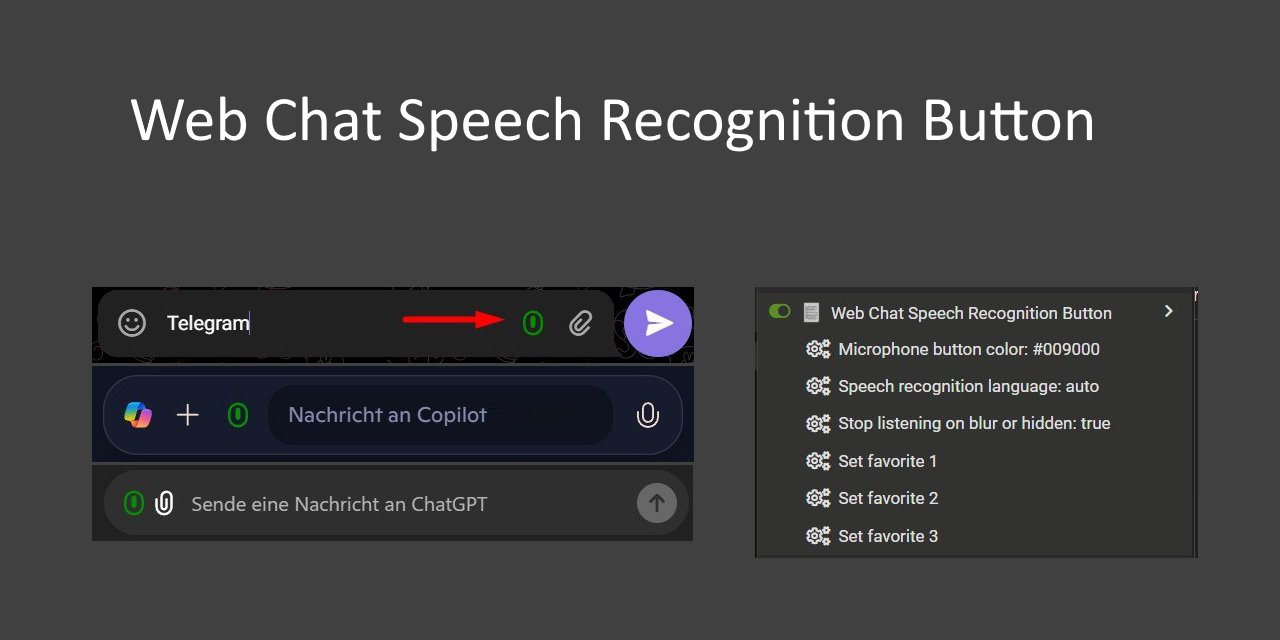 Web Chat Speech Recognition Button
Telegram
Nachricht an Copilot
Sende eine Nachricht an ChatGPT
Web Chat Speech Recognition Button
Microphone button color: #009000
Speech recognition language: auto
Stop listening on blur or hidden: true
Set favorite 1
Set favorite 2
Set favorite 3